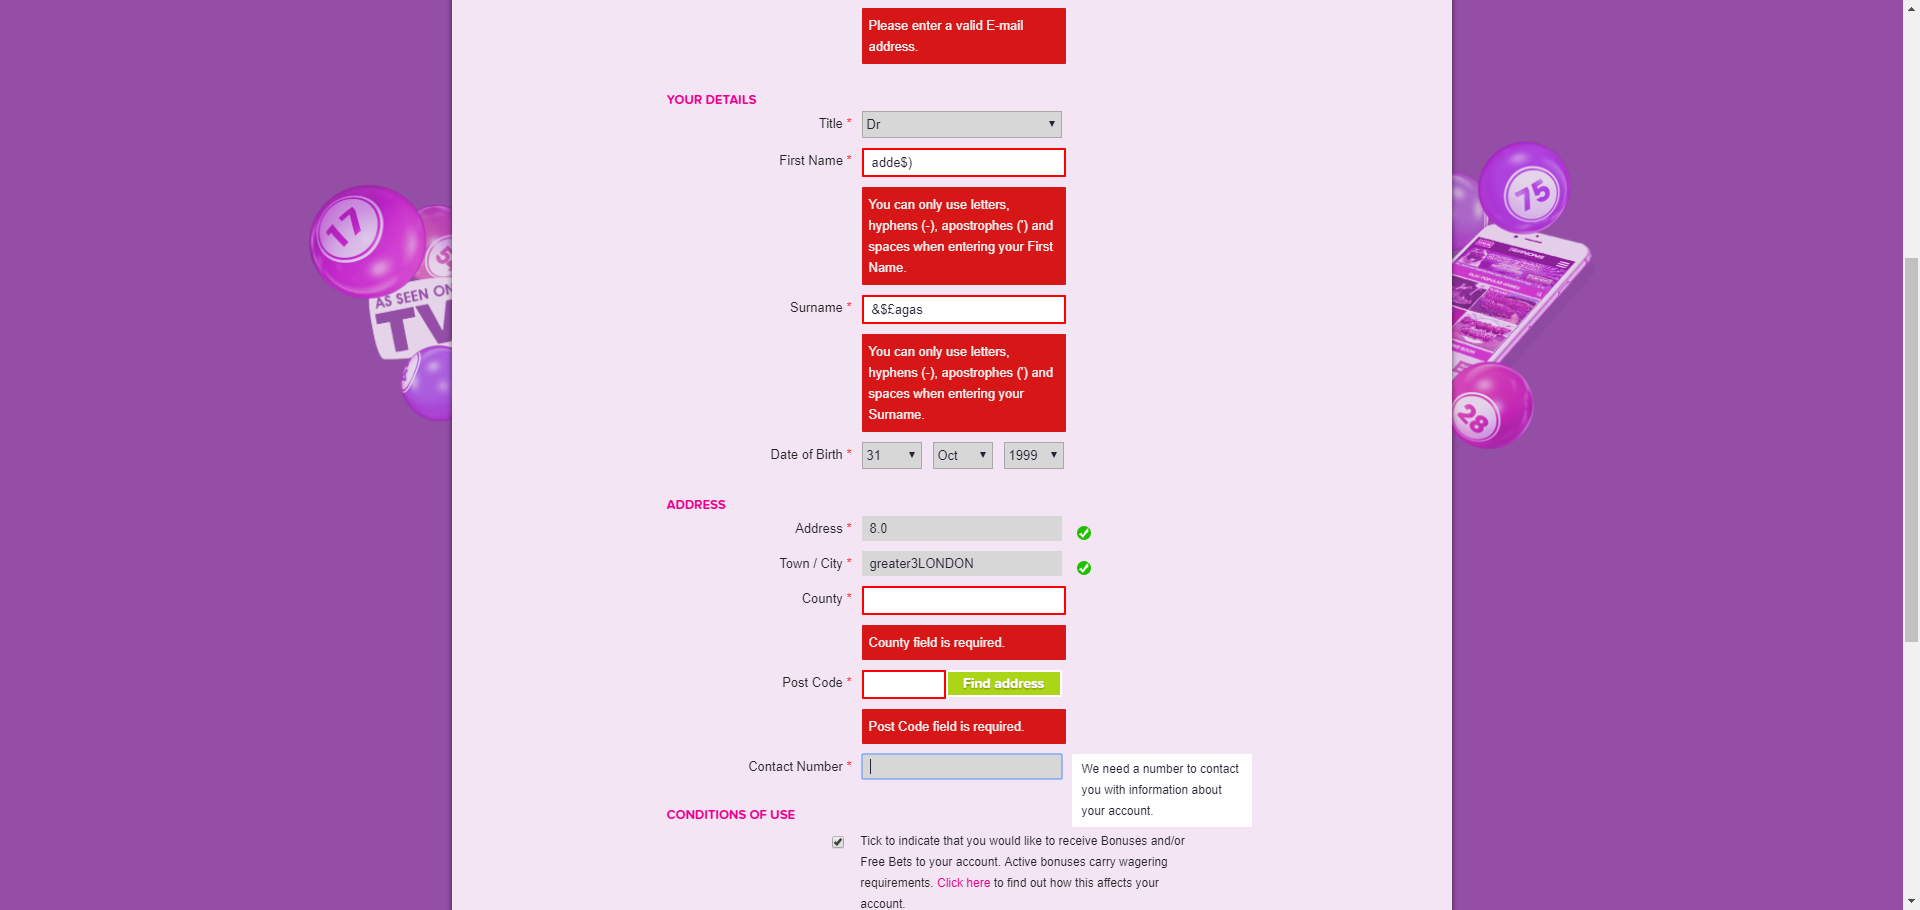 Please enter a valid E-mail
address.
YOUR DETAILS
Title *
Dr
First Name *
adde$)
You can only use letters,
hyphens (-), apostrophes (') and
spaces when entering your First
Name.
Surname *
&$£agas
You can only use letters,
hyphens (-), apostrophes (') and
spaces when entering your
Surname.
Date of Birth *
31 Oct 1999
ADDRESS
Address *
8.0
Town / City *
greater3LONDON
County *
County field is required.
Post Code *
Find address
Post Code field is required.
Contact Number *
We need a number to contact
you with information about
your account.
CONDITIONS OF USE
Tick to indicate that you would like to receive Bonuses and/or
Free Bets to your account. Active bonuses carry wagering
requirements. Click here to find out how this affects your
account.
17
AS SEEN ON
TV
75
28